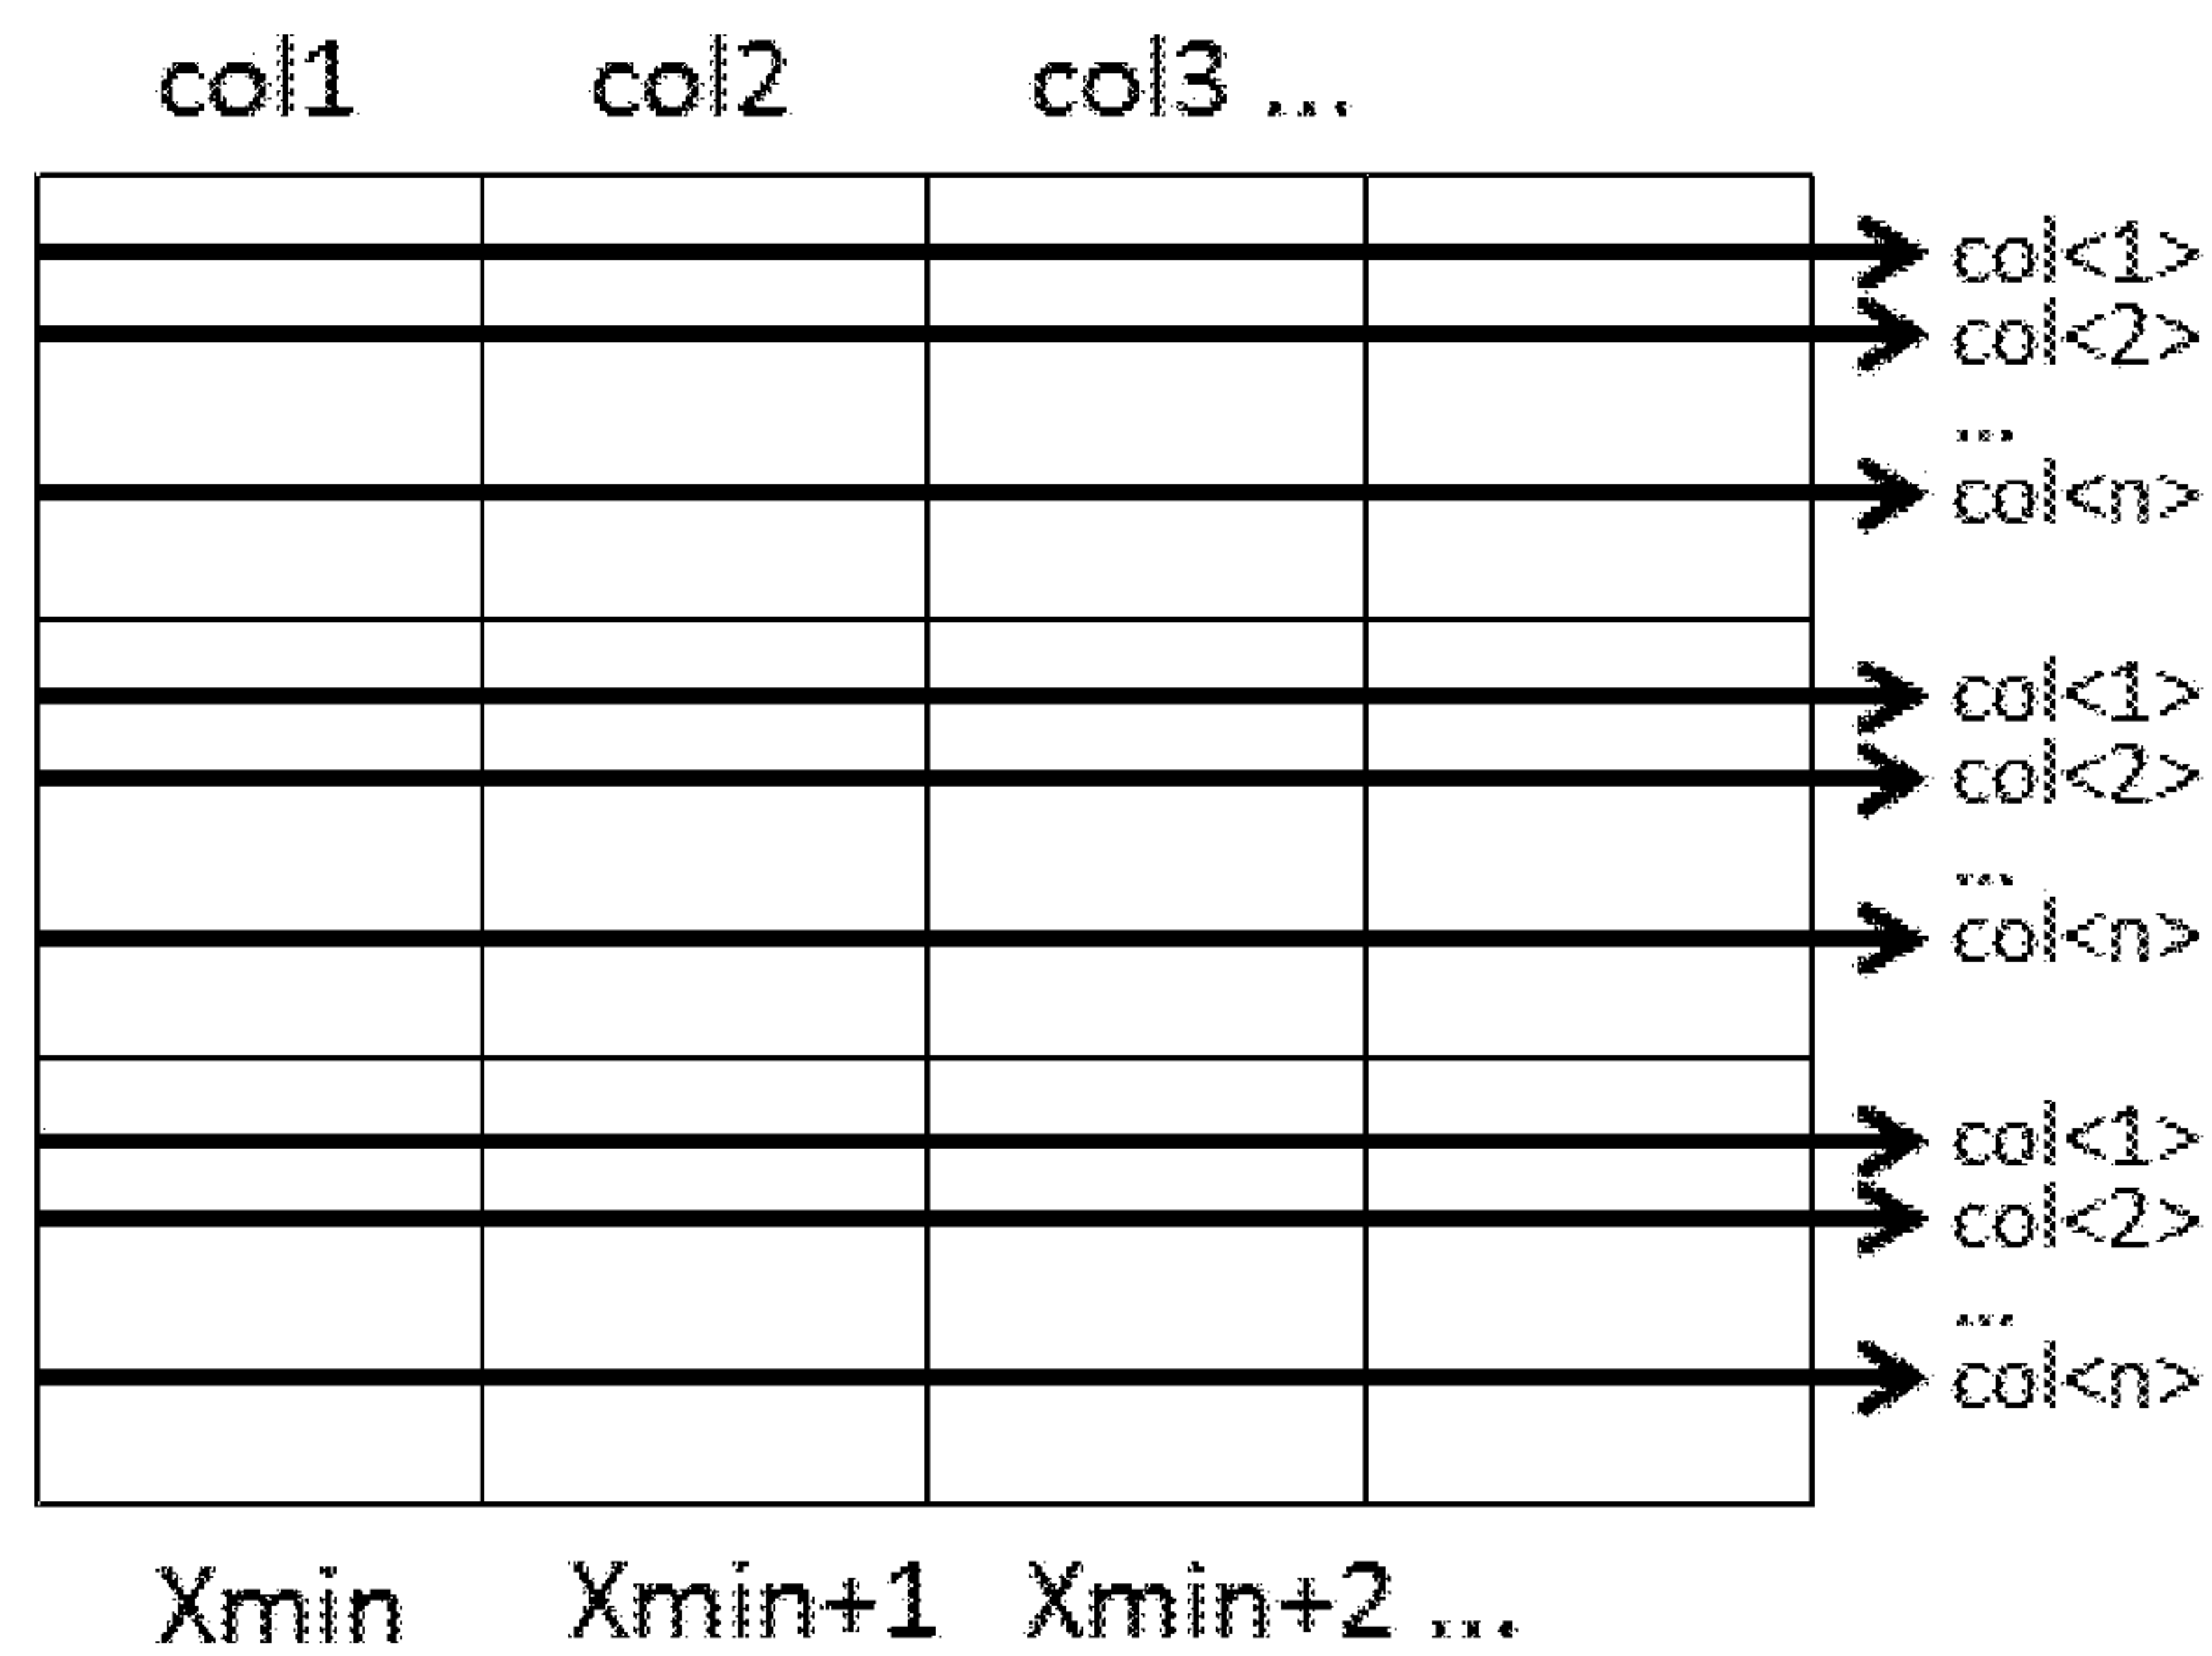 col1 col2 col3 ...
col<1>
col<2>
...
col<n>
col<1>
col<2>
...
col<n>
col<1>
col<2>
...
col<n>
Xmin Xmin+1 Xmin+2 ...